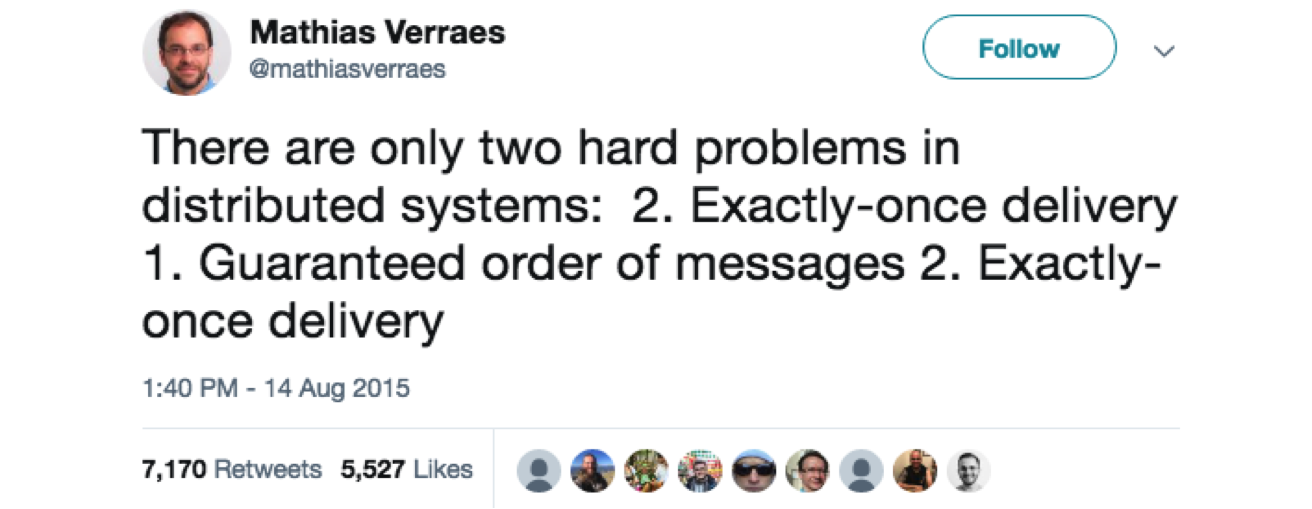 Mathias Verraes
@mathiasverraes
Follow
There are only two hard problems in
distributed systems:  2. Exactly-once delivery
1. Guaranteed order of messages 2. Exactly-
once delivery
1:40 PM - 14 Aug 2015
7,170 Retweets 5,527 Likes